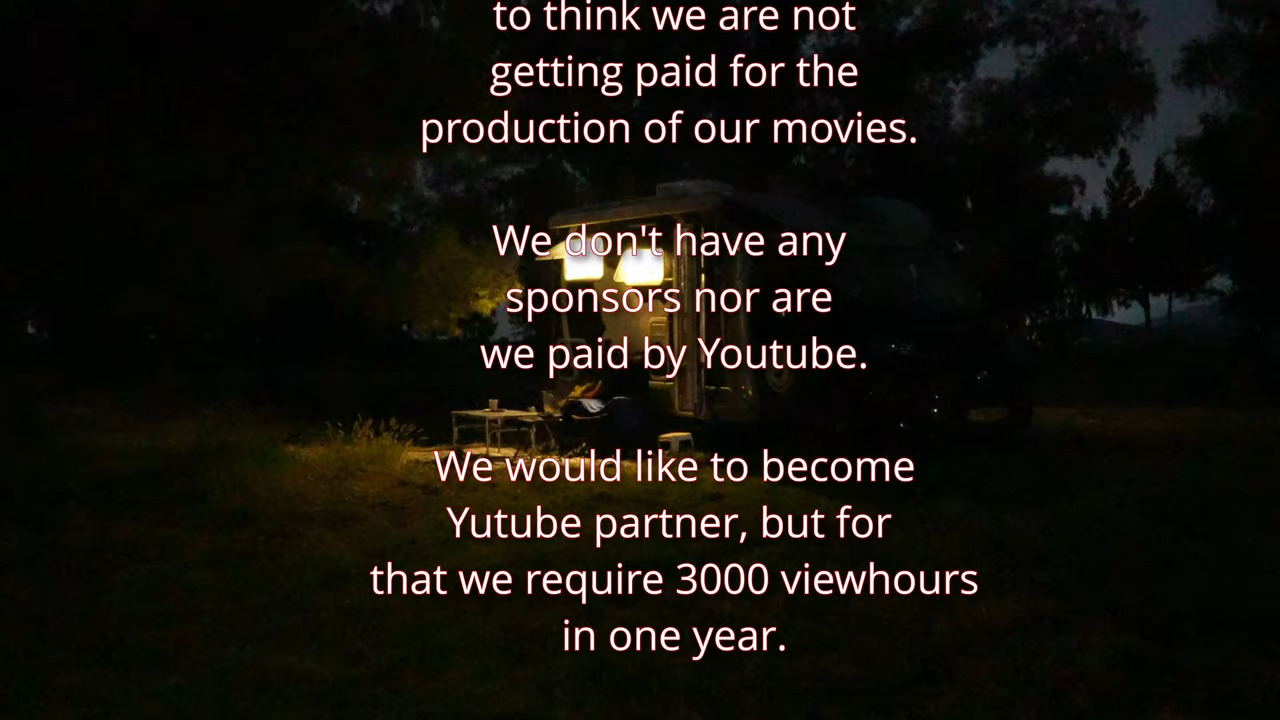 to think we are not
getting paid for the
production of our movies.
We don't have any
sponsors nor are
we paid by Youtube.
We would like to become
Yutube partner, but for
that we require 3000 viewhours
in one year.